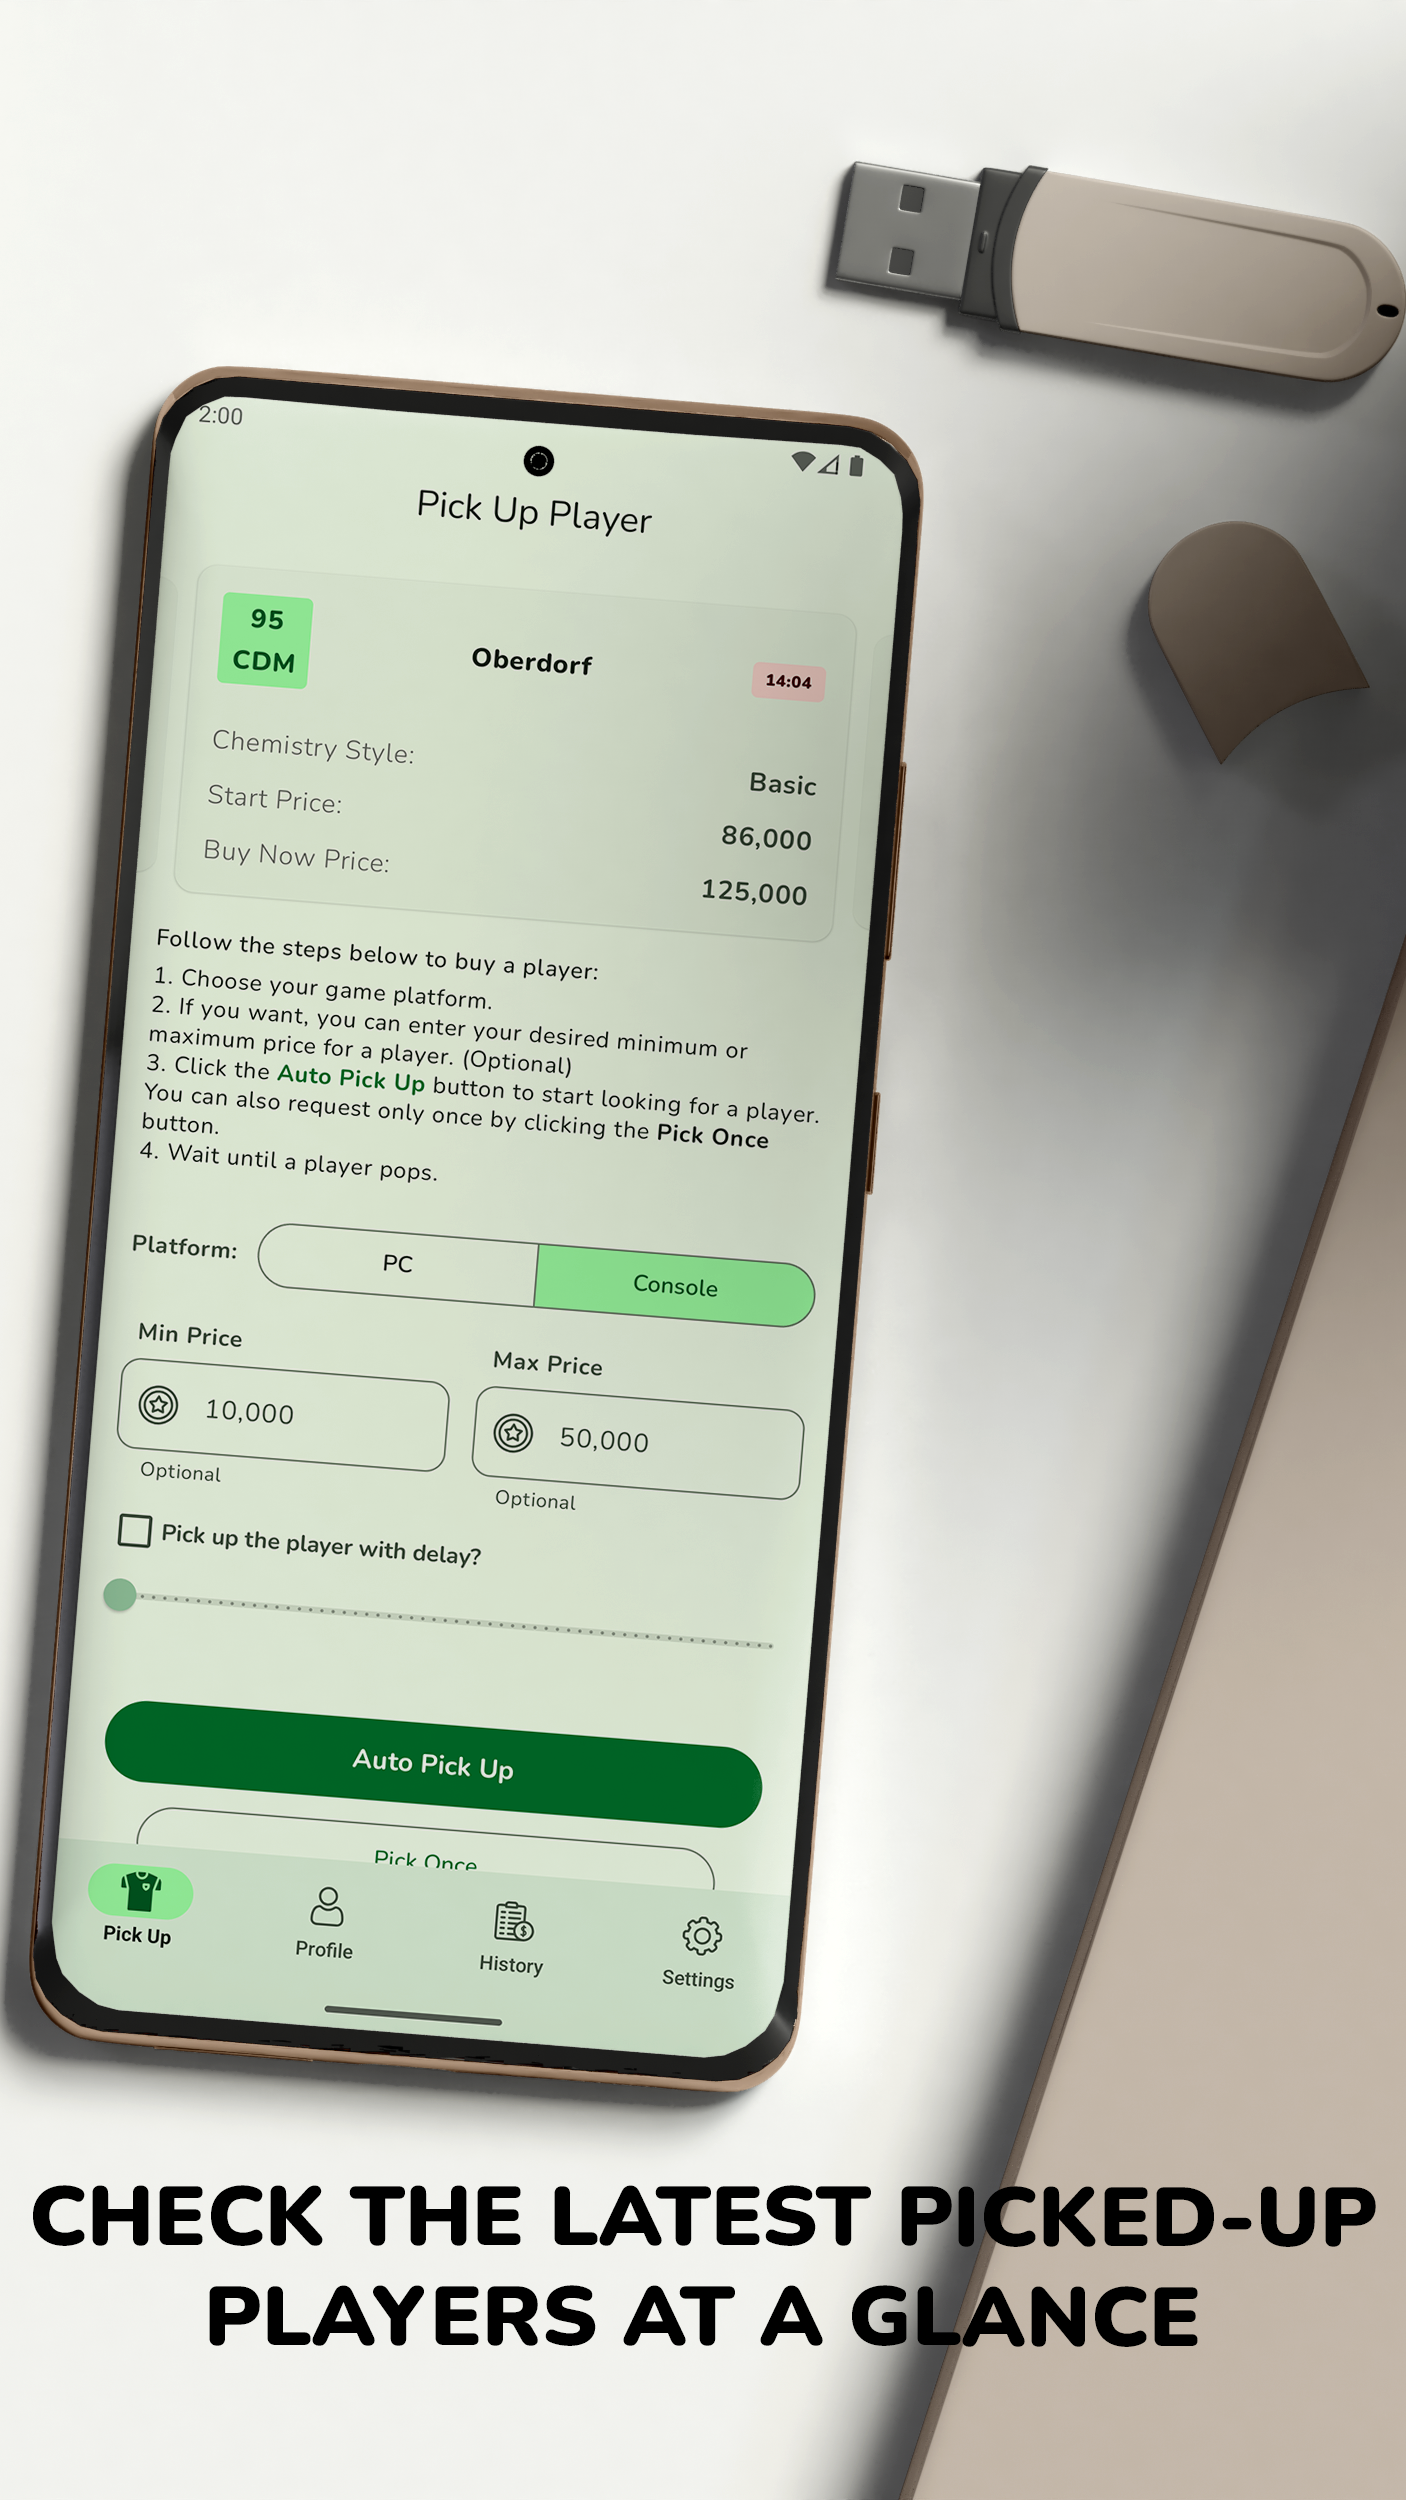 2:00
Pick Up Player
95
CDM
Oberdorf
14:04
Chemistry Style:
Basic
Start Price:
86,000
Buy Now Price:
125,000
Follow the steps below to buy a player:
1. Choose your game platform.
2. If you want, you can enter your desired minimum or
maximum price for a player. (Optional)
3. Click the Auto Pick Up button to start looking for a player.
You can also request only once by clicking the Pick Once
button.
4. Wait until a player pops.
Platform:
PC
Console
Min Price
Max Price
10,000
50,000
Optional
Optional
Pick up the player with delay?
Auto Pick Up
Pick Once
Pick Up
Profile
History
Settings
CHECK THE LATEST PICKED-UP
PLAYERS AT A GLANCE